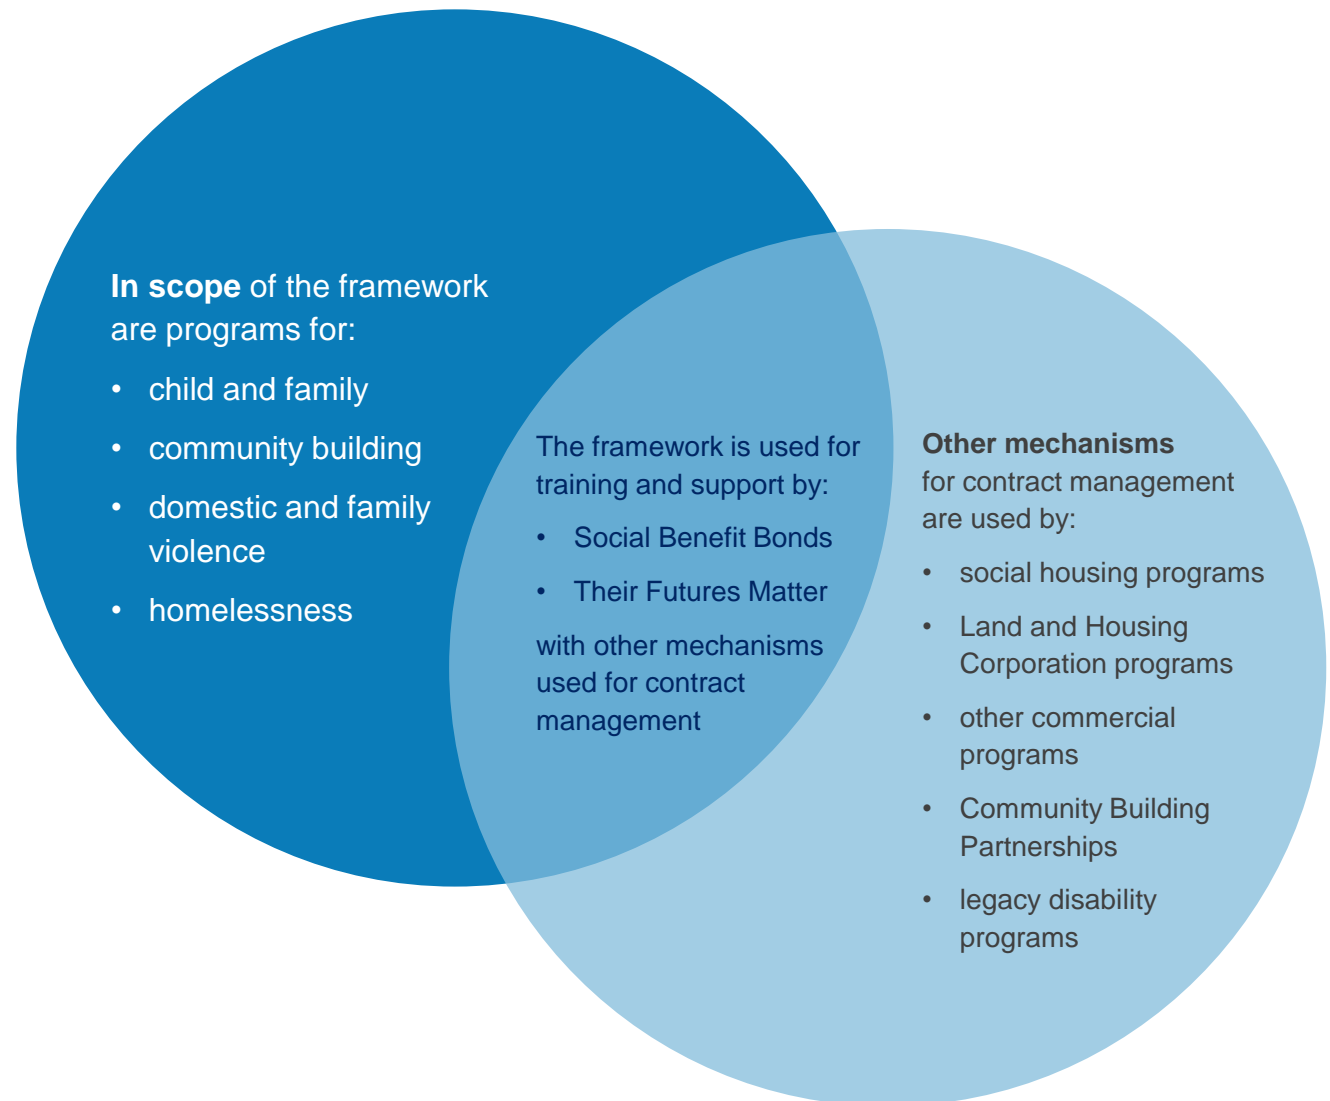 In scope of the framework
are programs for:
• child and family
• community building
• domestic and family
violence
• homelessness
The framework is used for
training and support by:
• Social Benefit Bonds
• Their Futures Matter
with other mechanisms
used for contract
management
Other mechanisms
for contract management
are used by:
• social housing programs
• Land and Housing
Corporation programs
• other commercial
programs
• Community Building
Partnerships
• legacy disability
programs